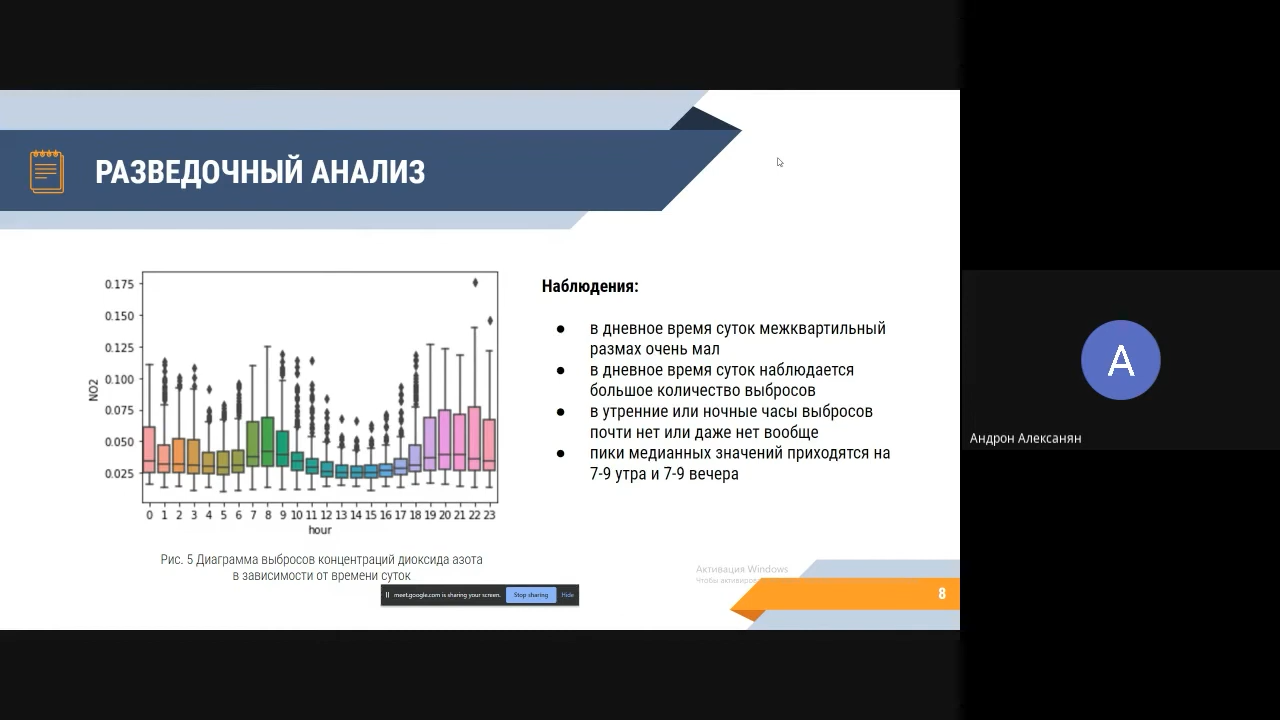 РАЗВЕДОЧНЫЙ АНАЛИЗ
0.175
0.150
0.125
0.100
0.075
0.050
0.025
NO2
0 1 2 3 4 5 6 7 8 9 10 11 12 13 14 15 16 17 18 19 20 21 22 23
hour
Рис. 5 Диаграмма выбросов концентраций диоксида азота
в зависимости от времени суток
Наблюдения:
● в дневное время суток межквартильный
размах очень мал
● в дневное время суток наблюдается
большое количество выбросов
● в утренние или ночные часы выбросов
почти нет или даже нет вообще
● пики медианных значений приходятся на
7-9 утра и 7-9 вечера
Активация Windows
Чтобы
meet.google.com is sharing your screen.
Stop sharing
Hide
8
А
Андрон Алексанян